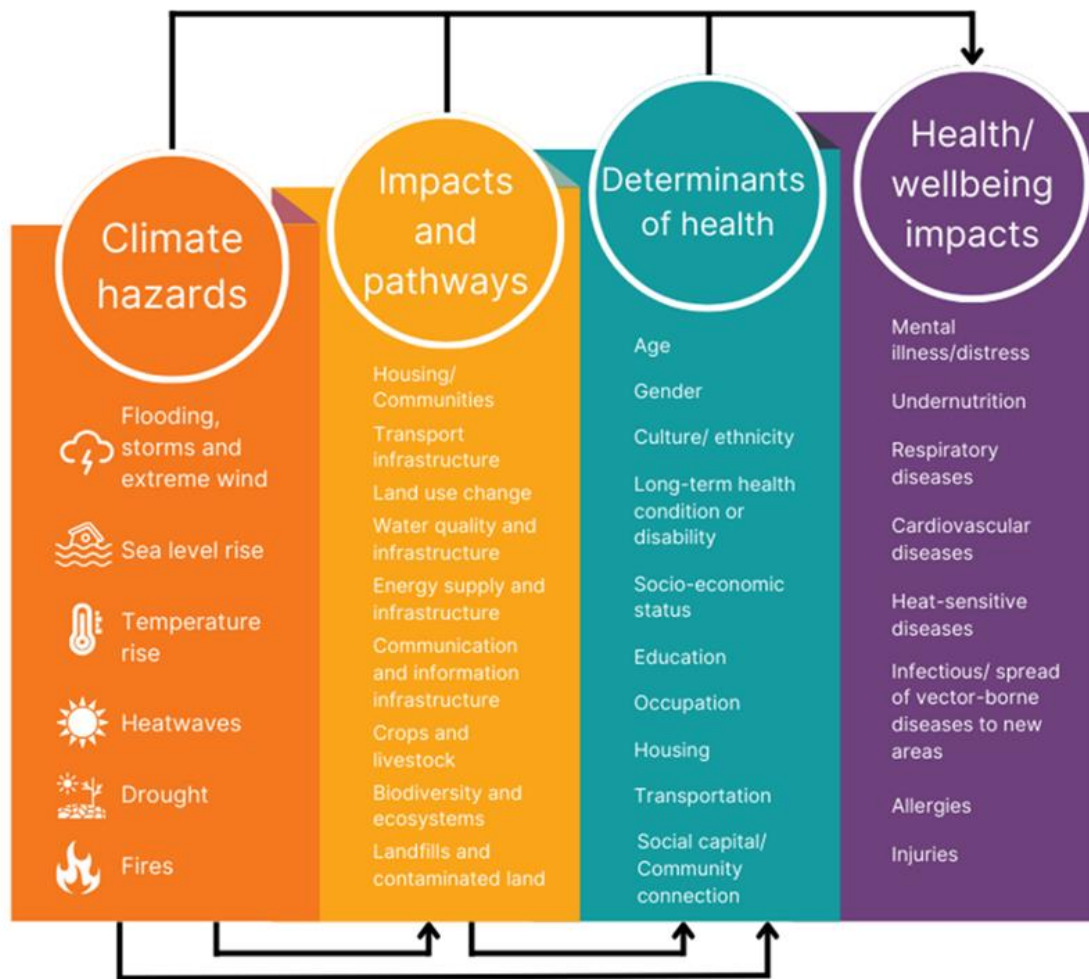 Climate
hazards
Flooding,
storms and
extreme wind
Sea level rise
Temperature
rise
Heatwaves
Drought
Fires
Impacts
and
pathways
Housing/
Communities
Transport
infrastructure
Land use change
Water quality and
infrastructure
Energy supply and
infrastructure
Communication
and information
infrastructure
Crops and
livestock
Biodiversity and
ecosystems
Landfills and
contaminated land
Determinants
of health
Age
Gender
Culture/ ethnicity
Long-term health
condition or
disability
Socio-economic
status
Education
Occupation
Housing
Transportation
Social capital/
Community
connection
Health/
wellbeing
impacts
Mental
illness/distress
Undernutrition
Respiratory
diseases
Cardiovascular
diseases
Heat-sensitive
diseases
Infectious/ spread
of vector-borne
diseases to new
areas
Allergies
Injuries